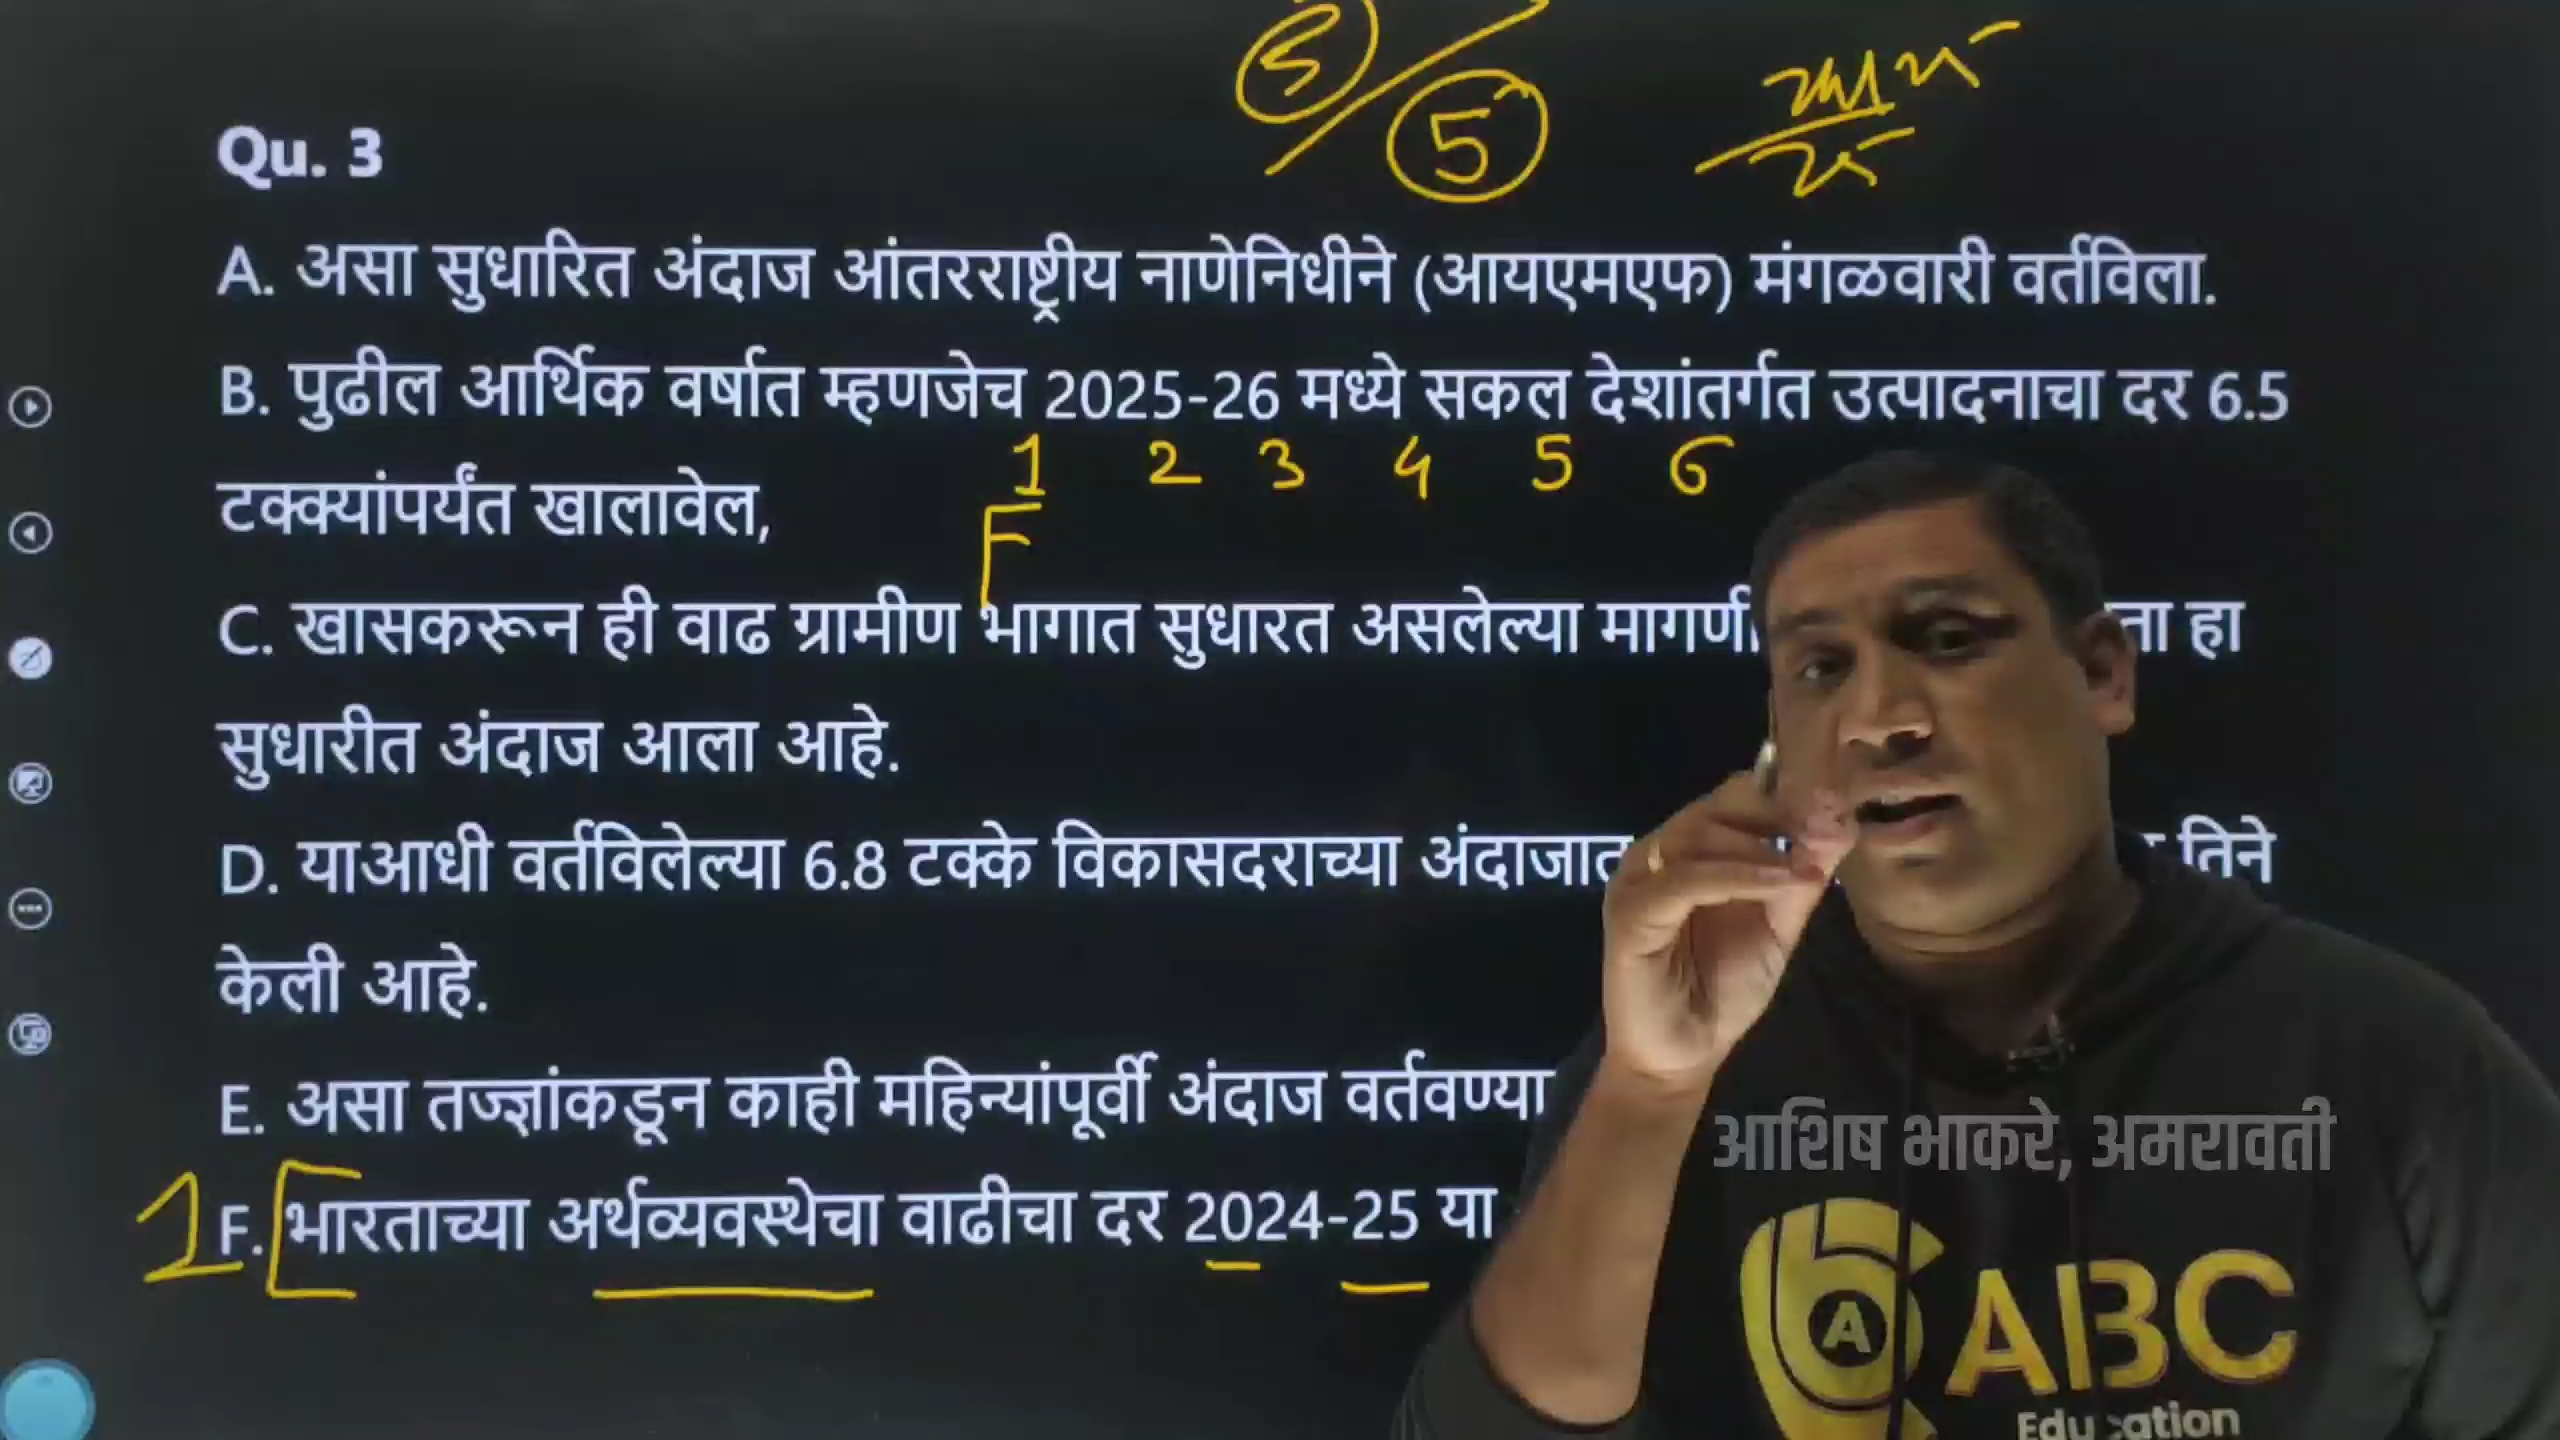 5
5
Qu. 3
A. असा सुधारित अंदाज आंतरराष्ट्रीय नाणेनिधीने (आयएमएफ) मंगळवारी वर्तविला.
B. पुढील आर्थिक वर्षात म्हणजेच 2025-26 मध्ये सकल देशांतर्गत उत्पादनाचा दर 6.5
1 2 3 4 5 6
टक्क्यांपर्यंत खालावेल,
F
C. खासकरून ही वाढ ग्रामीण भागात सुधारत असलेल्या मागणी ता हा
सुधारीत अंदाज आला आहे.
D. याआधी वर्तविलेल्या 6.8 टक्के विकासदराच्या अंदाजात तिने
केली आहे.
E. असा तज्ज्ञांकडून काही महिन्यांपूर्वी अंदाज वर्तवण्या
1 F. भारताच्या अर्थव्यवस्थेचा वाढीचा दर 2024-25 या
आशिष भाकरे, अमरावती
A ABC
Education